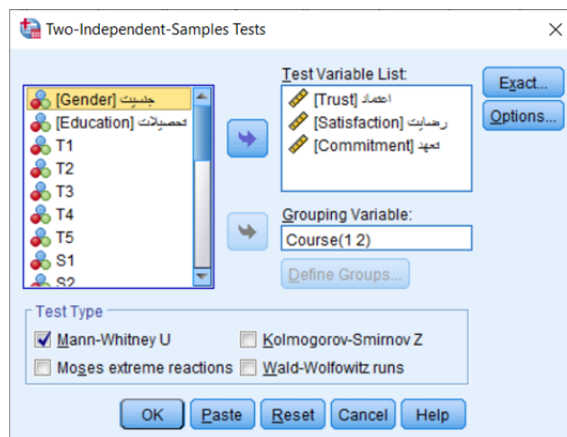 Two-Independent-Samples Tests
Test Variable List:
[Gender] جنسیت
[Education] تحصیلات
T1
T2
T3
T4
T5
S1
S2
[Trust] اعتماد
[Satisfaction] رضایت
[Commitment] تعهد
Exact...
Options...
Grouping Variable:
Course(1 2)
Define Groups...
Test Type
Mann-Whitney U
Kolmogorov-Smirnov Z
Moses extreme reactions
Wald-Wolfowitz runs
OK
Paste
Reset
Cancel
Help